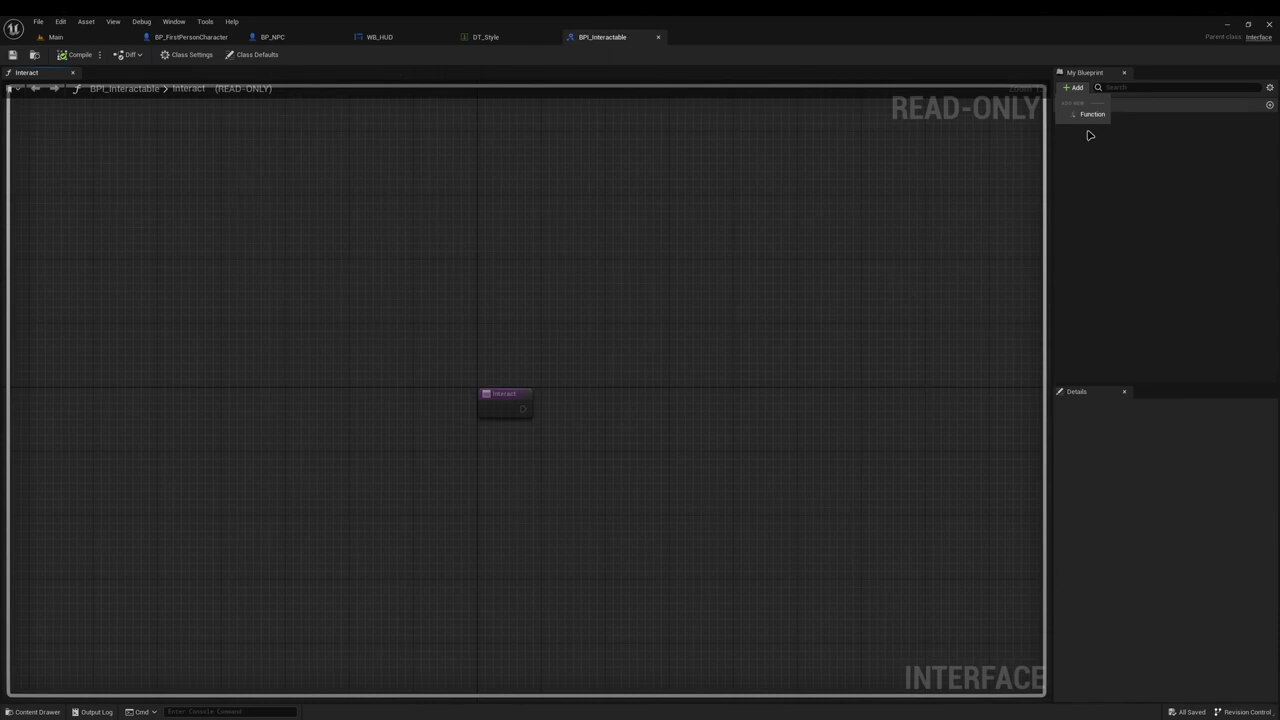 File Edit Asset View Debug Window Tools Help
Main BP_FirstPersonCharacter BP_NPC WB_HUD DT_Style BPI_Interactable
Parent class: Interface
Compile Diff Class Settings Class Defaults
Interact
My Blueprint
BPI_Interactable > Interact (READ-ONLY)
+ Add Search
READ-ONLY
ADD NEW
Function
Interact
Details
INTERFACE
Content Drawer Output Log Cmd Enter Console Command All Saved Revision Control